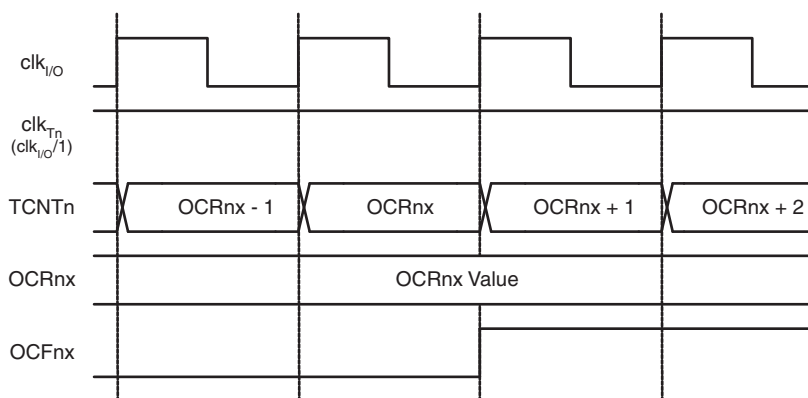 clkI/O
clkTn
(clkI/O/1)
TCNTn OCRnx - 1 OCRnx OCRnx + 1 OCRnx + 2
OCRnx OCRnx Value
OCFnx